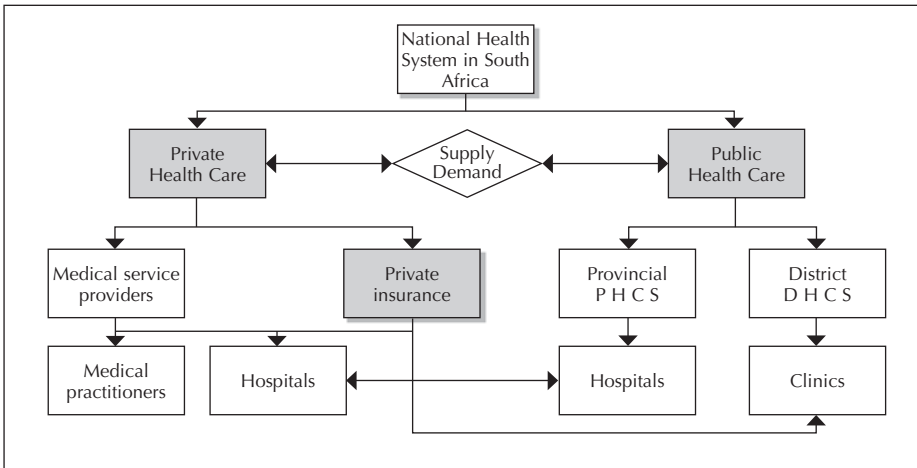 National Health
System in South
Africa
Private
Health Care
Supply
Demand
Public
Health Care
Medical service
providers
Private
insurance
Provincial
P H C S
District
D H C S
Medical
practitioners
Hospitals
Hospitals
Clinics